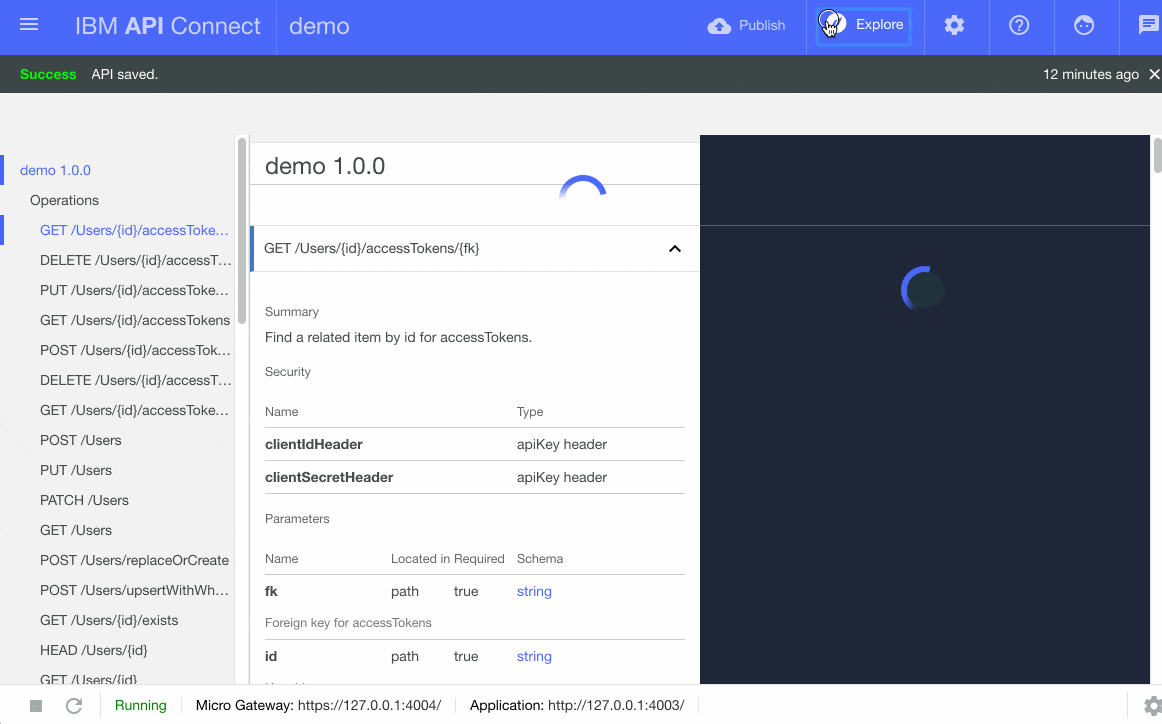 IBM API Connect demo Publish Explore
Success API saved. 12 minutes ago
demo 1.0.0
Operations
GET /Users/{id}/accessToke...
DELETE /Users/{id}/accessT...
PUT /Users/{id}/accessToke...
GET /Users/{id}/accessTokens
POST /Users/{id}/accessTok...
DELETE /Users/{id}/accessT...
GET /Users/{id}/accessToke...
POST /Users
PUT /Users
PATCH /Users
GET /Users
POST /Users/replaceOrCreate
POST /Users/upsertWithWh...
GET /Users/{id}/exists
HEAD /Users/{id}
GET /Users/{id}
demo 1.0.0
GET /Users/{id}/accessTokens/{fk}
Summary
Find a related item by id for accessTokens.
Security
Name Type
clientIdHeader apiKey header
clientSecretHeader apiKey header
Parameters
Name Located in Required Schema
fk path true string
Foreign key for accessTokens
id path true string
Running Micro Gateway: https://127.0.0.1:4004/ Application: http://127.0.0.1:4003/